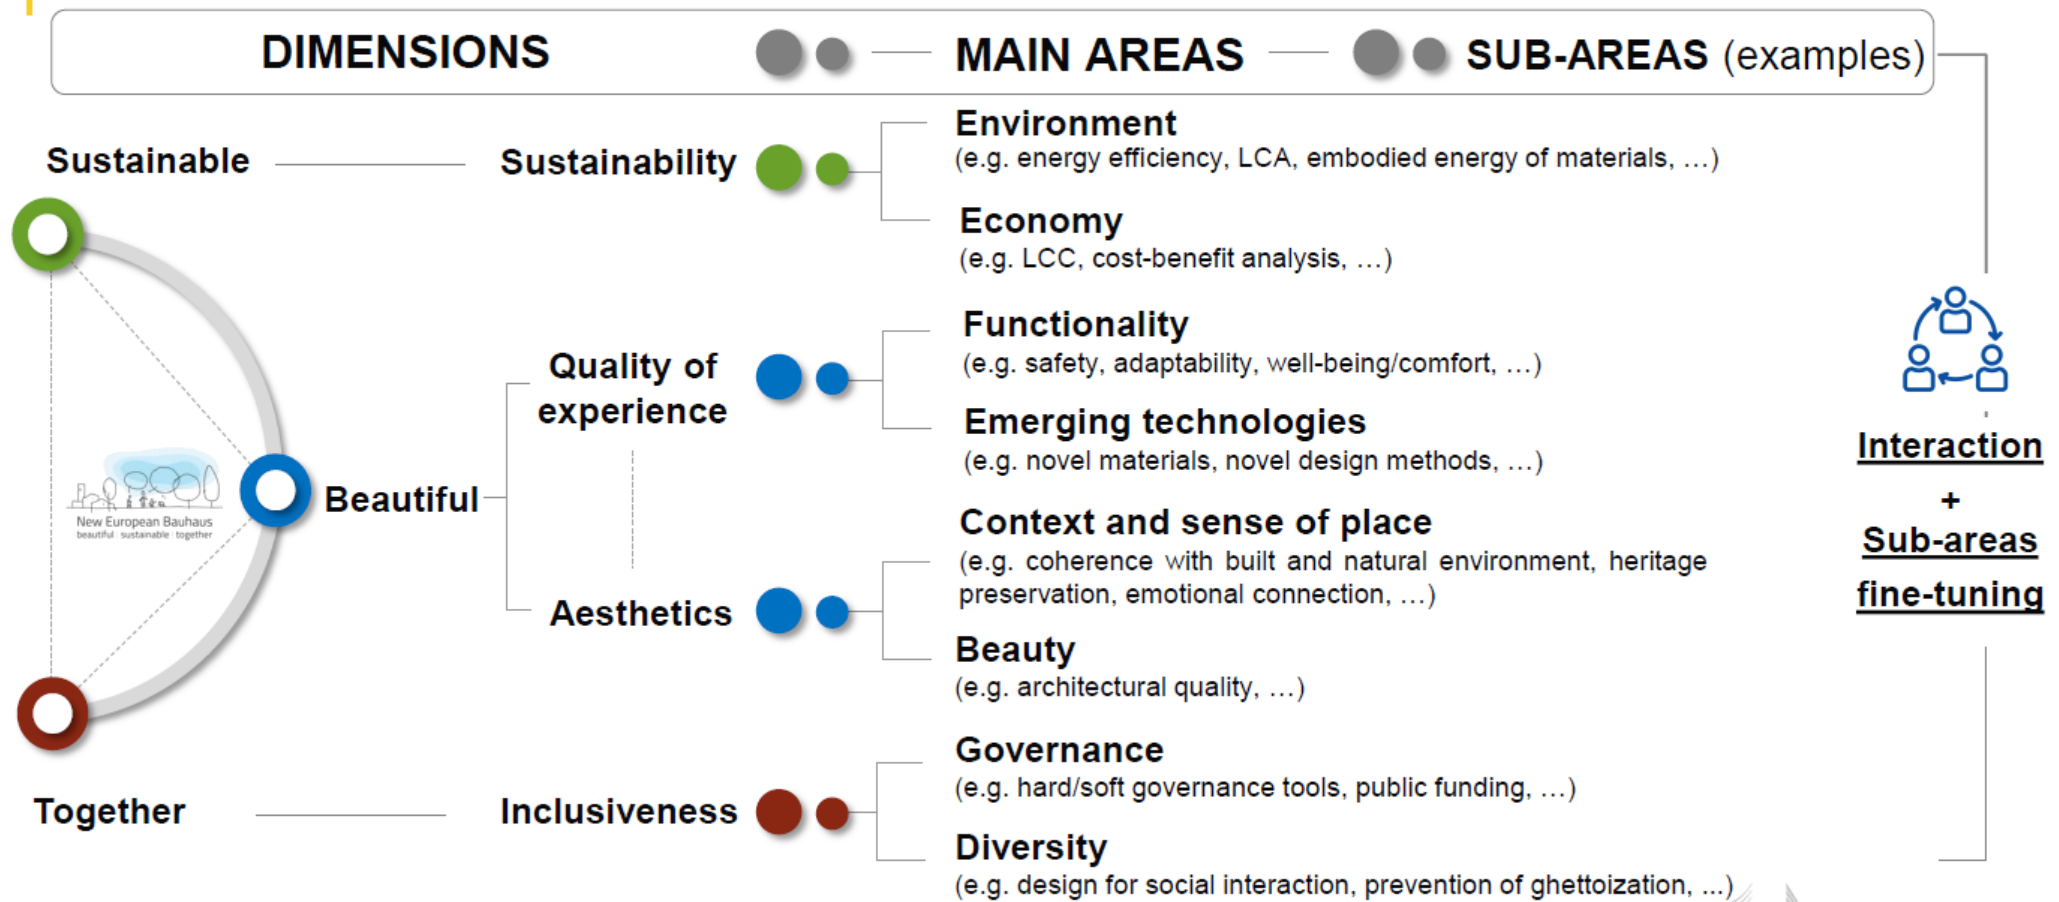 DIMENSIONS MAIN AREAS SUB-AREAS (examples)
Sustainable Sustainability
Environment
(e.g. energy efficiency, LCA, embodied energy of materials, …)
Economy
(e.g. LCC, cost-benefit analysis, …)
Beautiful
Quality of
experience
Functionality
(e.g. safety, adaptability, well-being/comfort, …)
Emerging technologies
(e.g. novel materials, novel design methods, …)
Aesthetics
Context and sense of place
(e.g. coherence with built and natural environment, heritage
preservation, emotional connection, …)
Beauty
(e.g. architectural quality, …)
Together Inclusiveness
Governance
(e.g. hard/soft governance tools, public funding, …)
Diversity
(e.g. design for social interaction, prevention of ghettoization, ...)
New European Bauhaus
beautiful sustainable together
Interaction
+
Sub-areas
fine-tuning